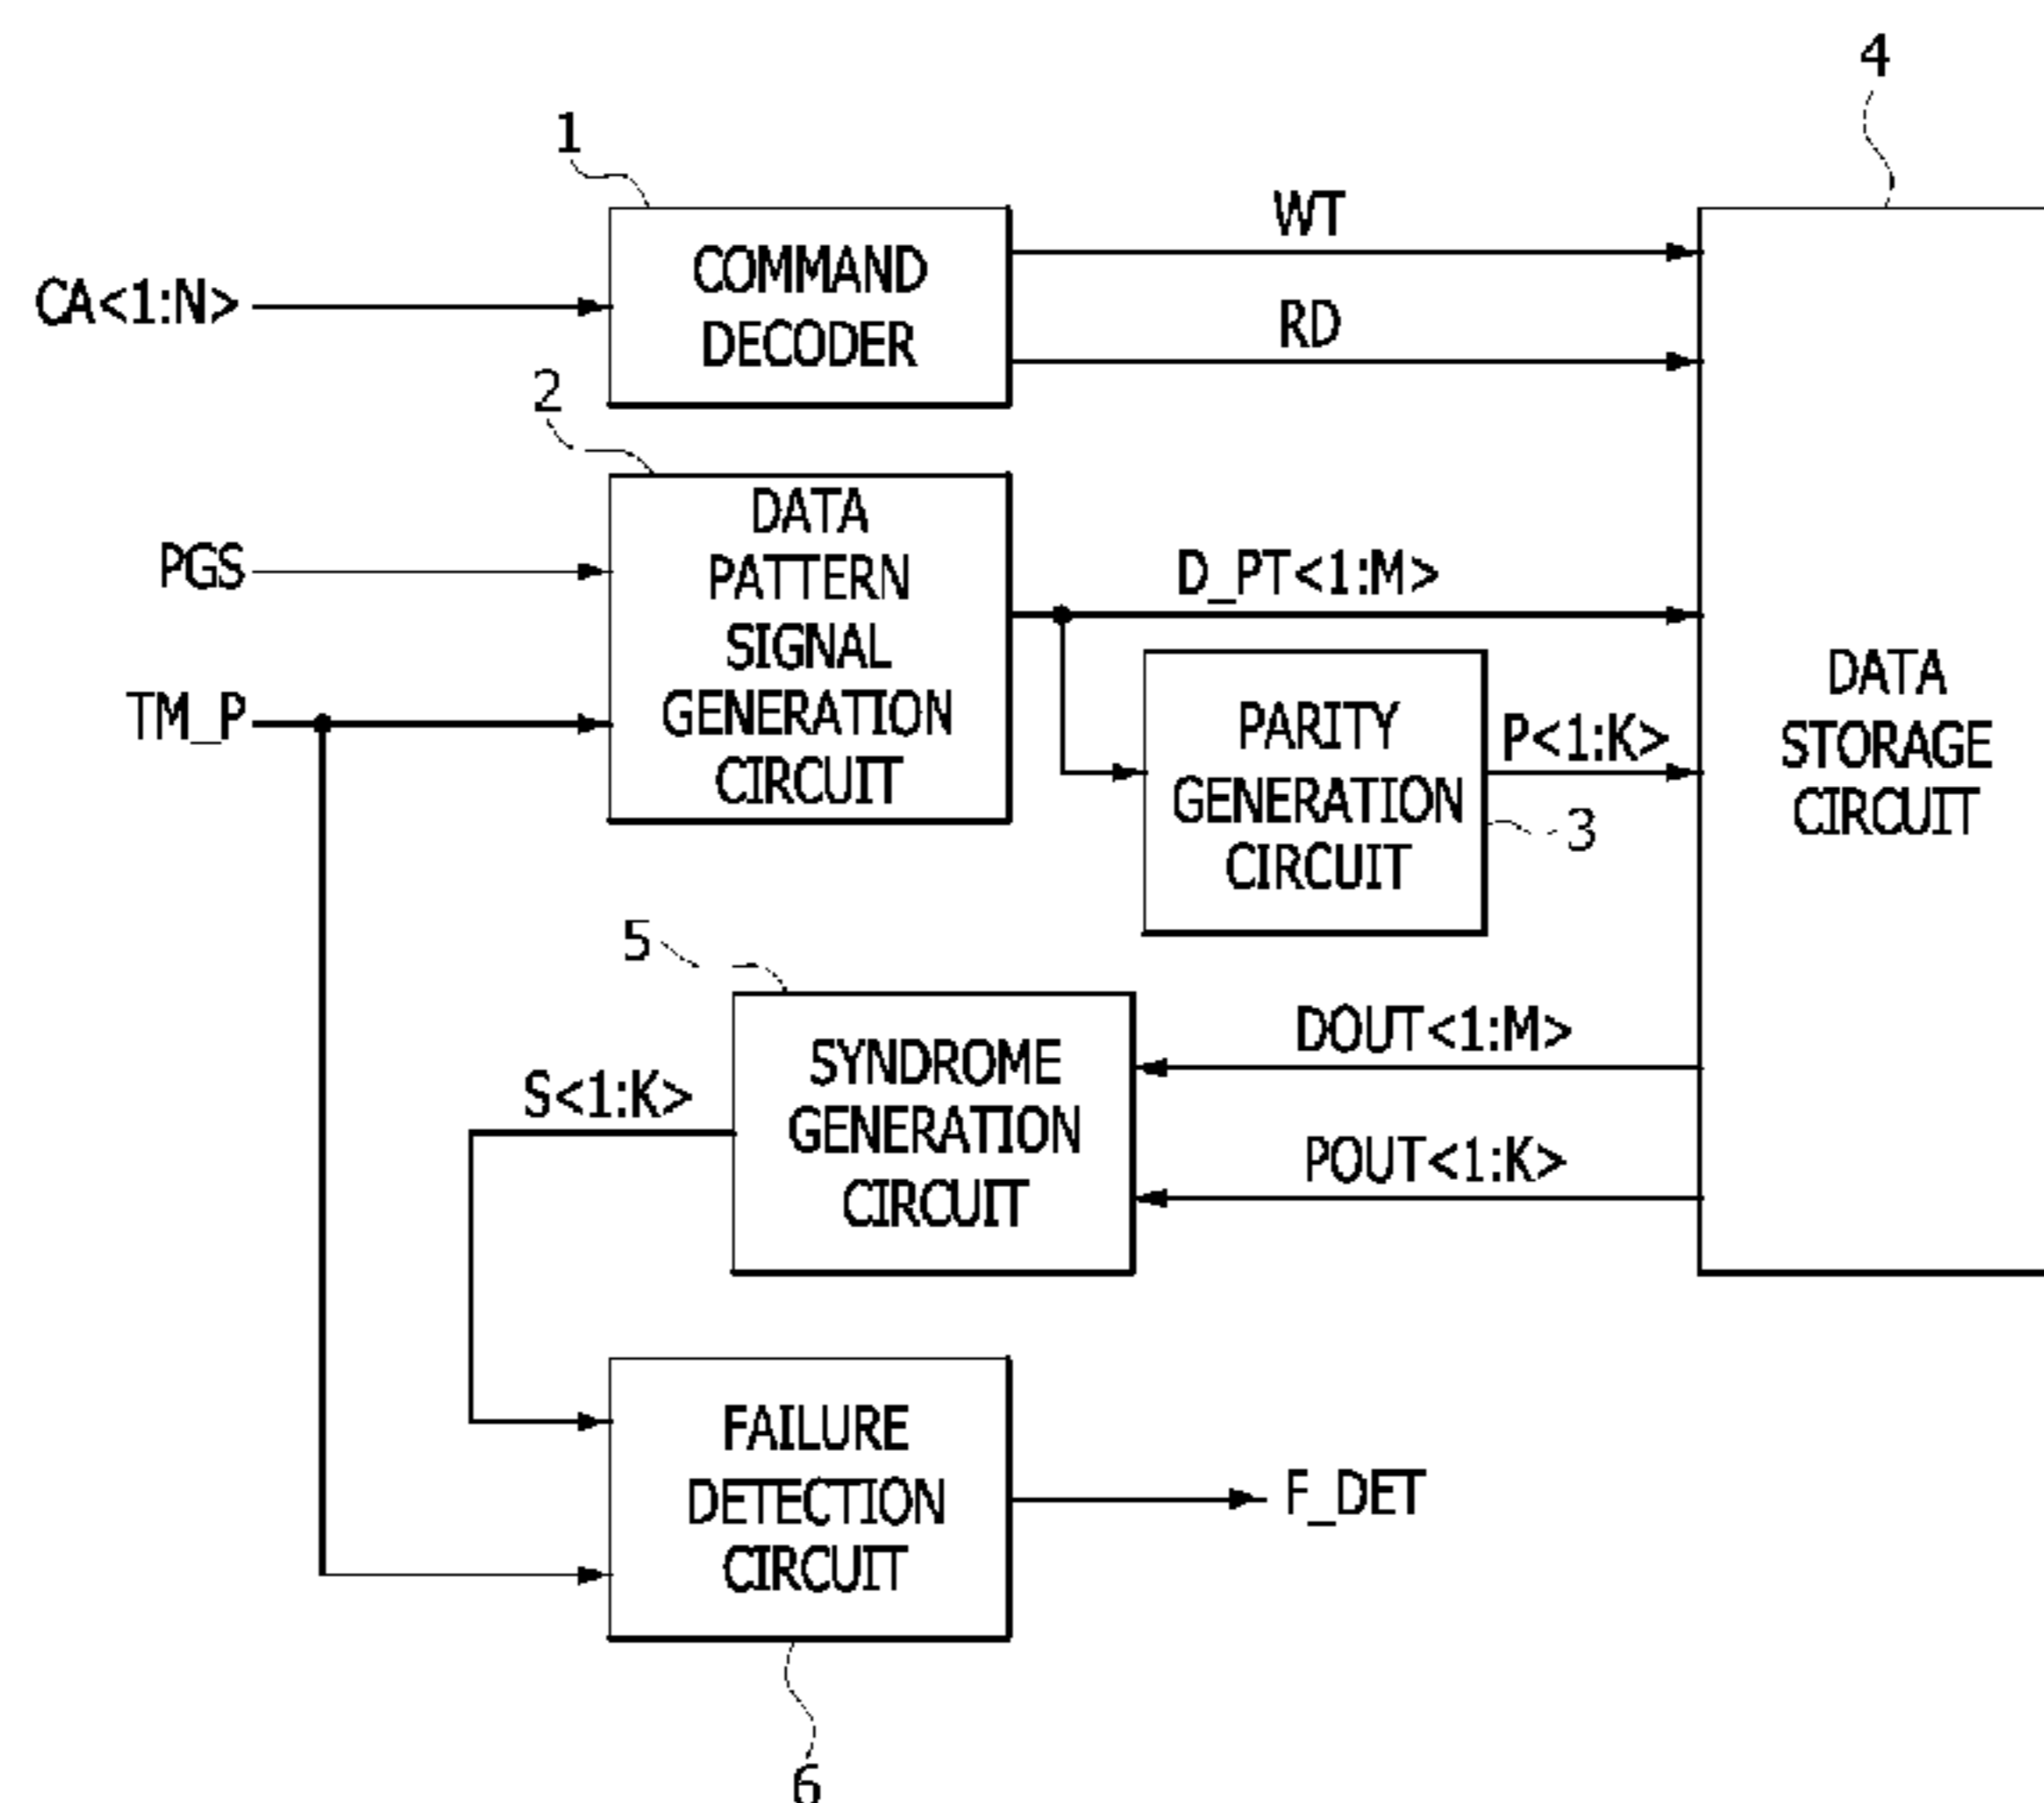 4
1
WT
COMMAND
DECODER
CA<1:N>
RD
2
DATA
PATTERN
SIGNAL
GENERATION
CIRCUIT
PGS
D_PT<1:M>
TM_P
PARITY
GENERATION
CIRCUIT
P<1:K>
3
DATA
STORAGE
CIRCUIT
5
SYNDROME
GENERATION
CIRCUIT
DOUT<1:M>
S<1:K>
POUT<1:K>
FAILURE
DETECTION
CIRCUIT
F_DET
6